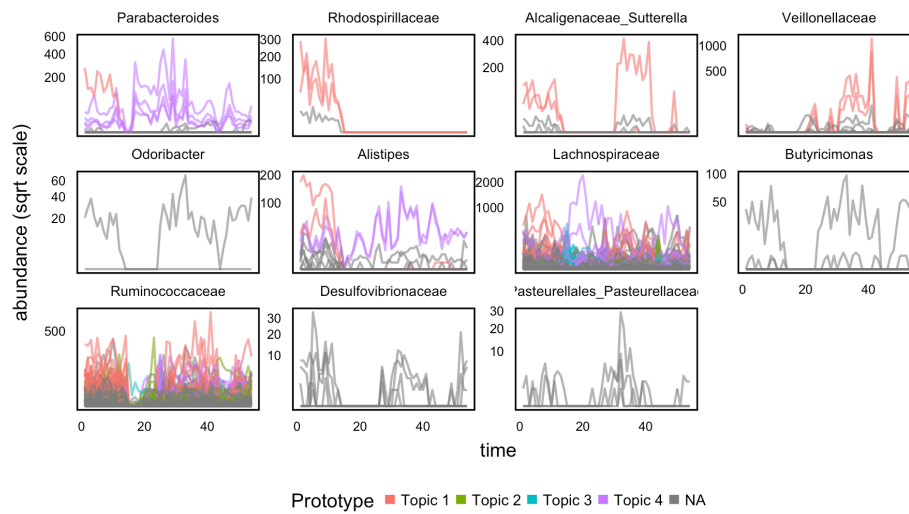 Parabacteroides Rhodospirillaceae Alcaligenaceae_Sutterella Veillonellaceae
600 400 200
300 200 100
400 200
1000 500
Odoribacter Alistipes Lachnospiraceae Butyricimonas
60 40 20
200 100
2000 1000
100 50
0 20 40
Ruminococcaceae Desulfovibrionaceae Pasteurellales_Pasteurellacea
500
30 20 10
30 20 10
0 20 40 0 20 40 0 20 40
abundance (sqrt scale)
time
Prototype Topic 1 Topic 2 Topic 3 Topic 4 NA